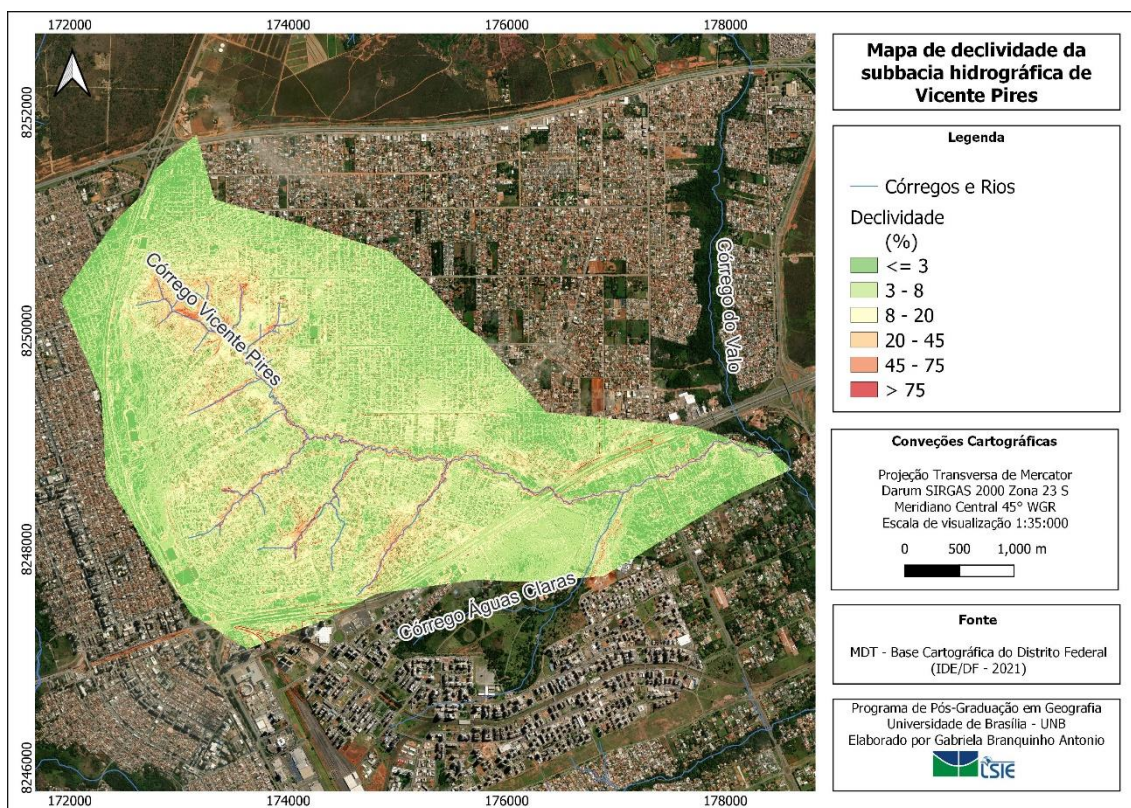 172000
174000
176000
178000
8252000
8250000
8248000
8246000
Córrego Vicente Pires
Córrego do Valo
Córrego Águas Claras
172000
174000
176000
178000
Mapa de declividade da
subbacia hidrográfica de
Vicente Pires
Legenda
Córregos e Rios
Declividade
(%)
<= 3
3 - 8
8 - 20
20 - 45
45 - 75
> 75
Conveções Cartográficas
Projeção Transversa de Mercator
Darum SIRGAS 2000 Zona 23 S
Meridiano Central 45° WGR
Escala de visualização 1:35:000
0 500 1,000 m
Fonte
MDT - Base Cartográfica do Distrito Federal
(IDE/DF - 2021)
Programa de Pós-Graduação em Geografia
Universidade de Brasília - UNB
Elaborado por Gabriela Branquinho Antonio
LSIE